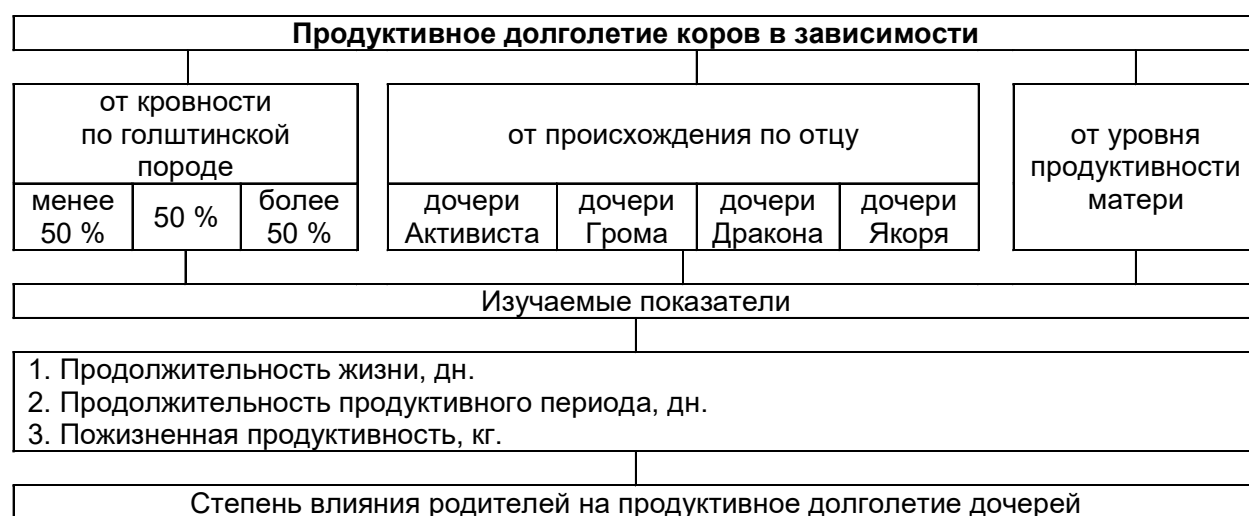 Продуктивное долголетие коров в зависимости
от кровности
по голштинской
породе
менее
50 %
50 %
более
50 %
от происхождения по отцу
дочери
Активиста
дочери
Грома
дочери
Дракона
дочери
Якоря
от уровня
продуктивности
матери
Изучаемые показатели
1. Продолжительность жизни, дн.
2. Продолжительность продуктивного периода, дн.
3. Пожизненная продуктивность, кг.
Степень влияния родителей на продуктивное долголетие дочерей